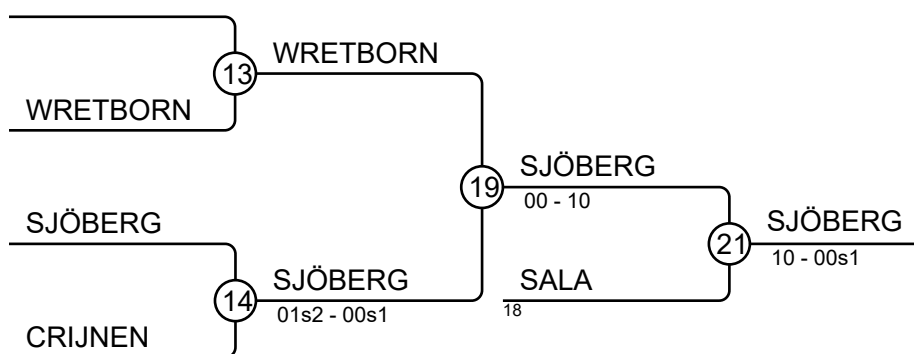 WRETBORN
13
WRETBORN
SJÖBERG
19
00 - 10
SJÖBERG
SJÖBERG
21
10 - 00s1
SJÖBERG
14
01s2 - 00s1
SALA
18
CRIJNEN